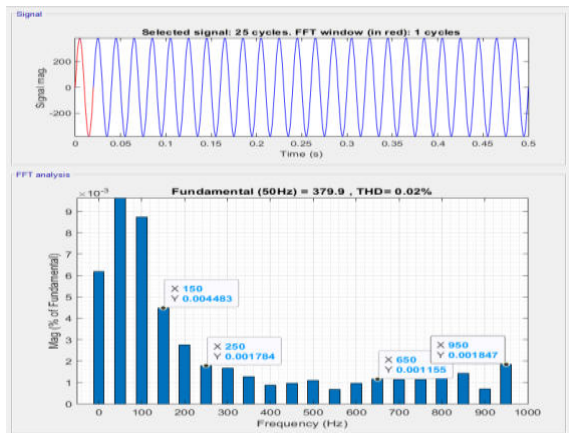 Signal
Selected signal: 25 cycles. FFT window (in red): 1 cycles
Signal mag.
200
0
-200
0 0.05 0.1 0.15 0.2 0.25 0.3 0.35 0.4 0.45 0.5
Time (s)
FFT analysis
×10⁻³
Fundamental (50Hz) = 379.9 , THD= 0.02%
Mag (% of Fundamental)
9
8
7
6
5
4
3
2
1
0
X 150
Y 0.004483
X 250
Y 0.001784
X 650
Y 0.001155
X 950
Y 0.001847
0 100 200 300 400 500 600 700 800 900 1000
Frequency (Hz)